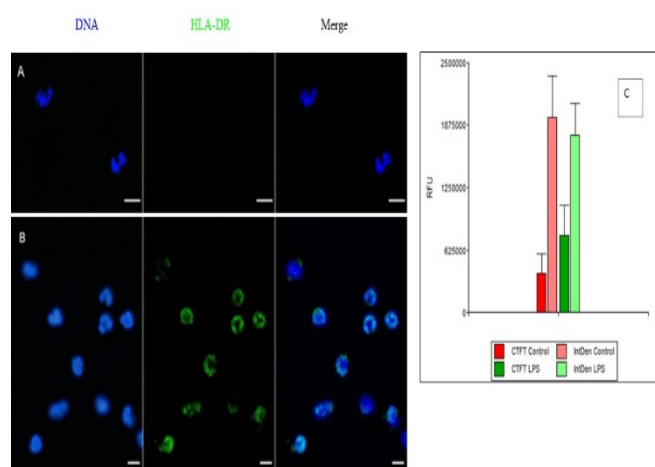 DNA HLA-DR Merge
A
B
C
2500000
1875000
1250000
625000
0
RFU
CTFT Control IntDen Control
CTFT LPS IntDen LPS